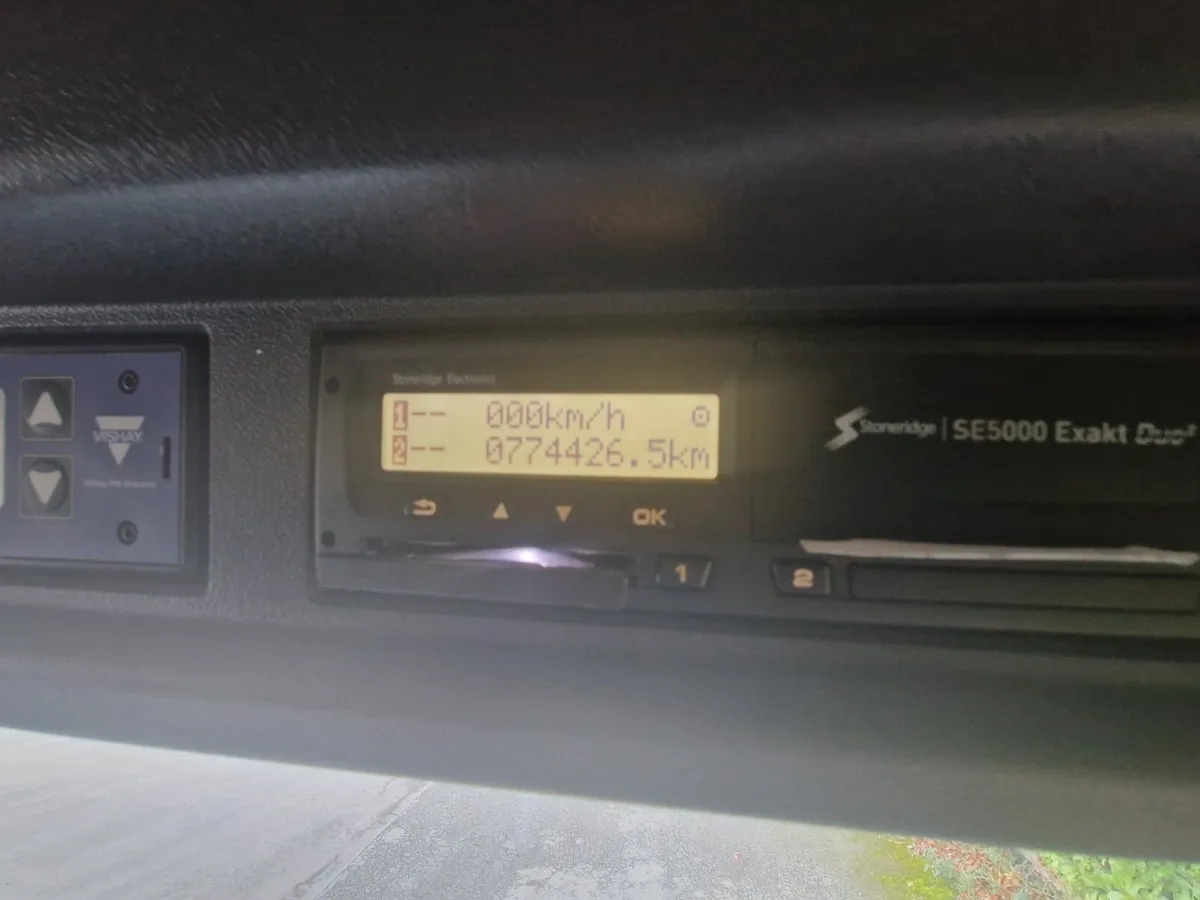 Stoneridge Electronics
1-- 000km/h
2-- 0774426.5km
OK
1
2
Stoneridge | SE5000 Exakt Duo²
VISHAY